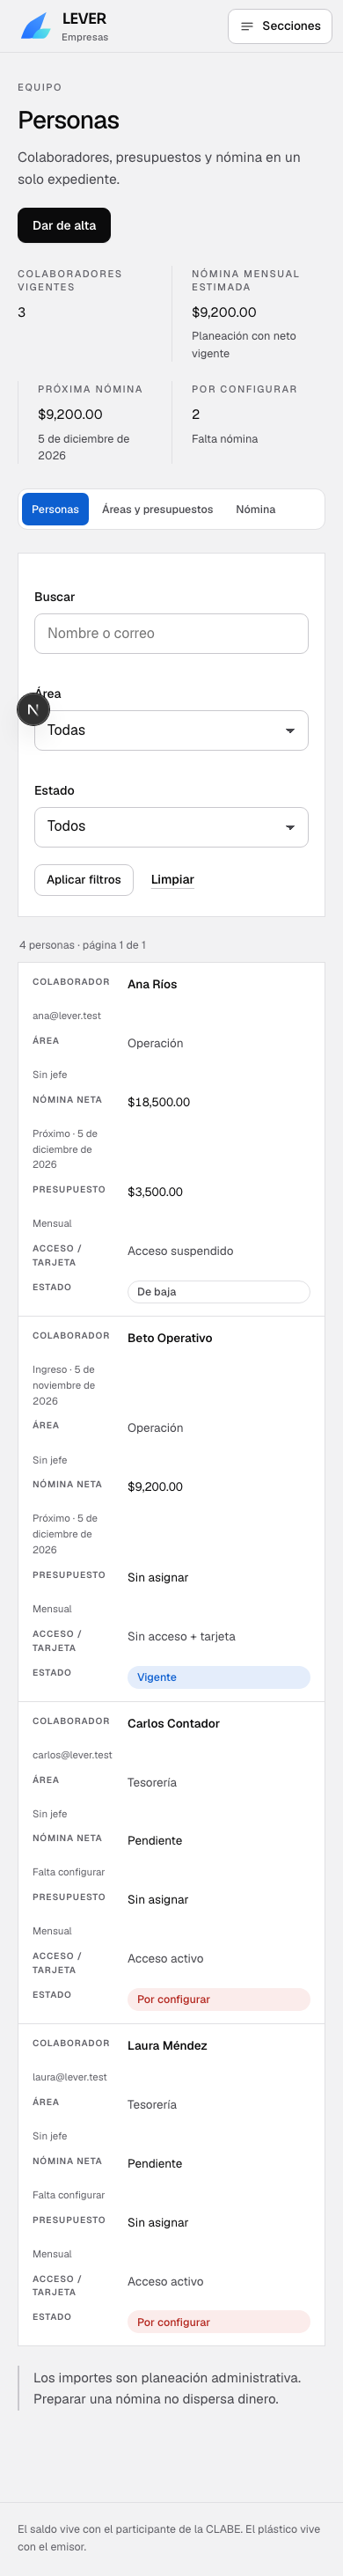 LEVER
Empresas
Secciones
EQUIPO
Personas
Colaboradores, presupuestos y nómina en un
solo expediente.
Dar de alta
COLABORADORES
VIGENTES
3
NÓMINA MENSUAL
ESTIMADA
$9,200.00
Planeación con neto
vigente
PRÓXIMA NÓMINA
$9,200.00
5 de diciembre de
2026
POR CONFIGURAR
2
Falta nómina
Personas
Áreas y presupuestos
Nómina
Buscar
Nombre o correo
Área
N
Todas
Estado
Todos
Aplicar filtros
Limpiar
4 personas · página 1 de 1
COLABORADOR
Ana Ríos
ana@lever.test
ÁREA
Operación
Sin jefe
NÓMINA NETA
$18,500.00
Próximo · 5 de
diciembre de
2026
PRESUPUESTO
$3,500.00
Mensual
ACCESO /
TARJETA
Acceso suspendido
ESTADO
De baja
COLABORADOR
Beto Operativo
Ingreso · 5 de
noviembre de
2026
ÁREA
Operación
Sin jefe
NÓMINA NETA
$9,200.00
Próximo · 5 de
diciembre de
2026
PRESUPUESTO
Sin asignar
Mensual
ACCESO /
TARJETA
Sin acceso + tarjeta
ESTADO
Vigente
COLABORADOR
Carlos Contador
carlos@lever.test
ÁREA
Tesorería
Sin jefe
NÓMINA NETA
Pendiente
Falta configurar
PRESUPUESTO
Sin asignar
Mensual
ACCESO /
TARJETA
Acceso activo
ESTADO
Por configurar
COLABORADOR
Laura Méndez
laura@lever.test
ÁREA
Tesorería
Sin jefe
NÓMINA NETA
Pendiente
Falta configurar
PRESUPUESTO
Sin asignar
Mensual
ACCESO /
TARJETA
Acceso activo
ESTADO
Por configurar
Los importes son planeación administrativa.
Preparar una nómina no dispersa dinero.
El saldo vive con el participante de la CLABE. El plástico vive
con el emisor.